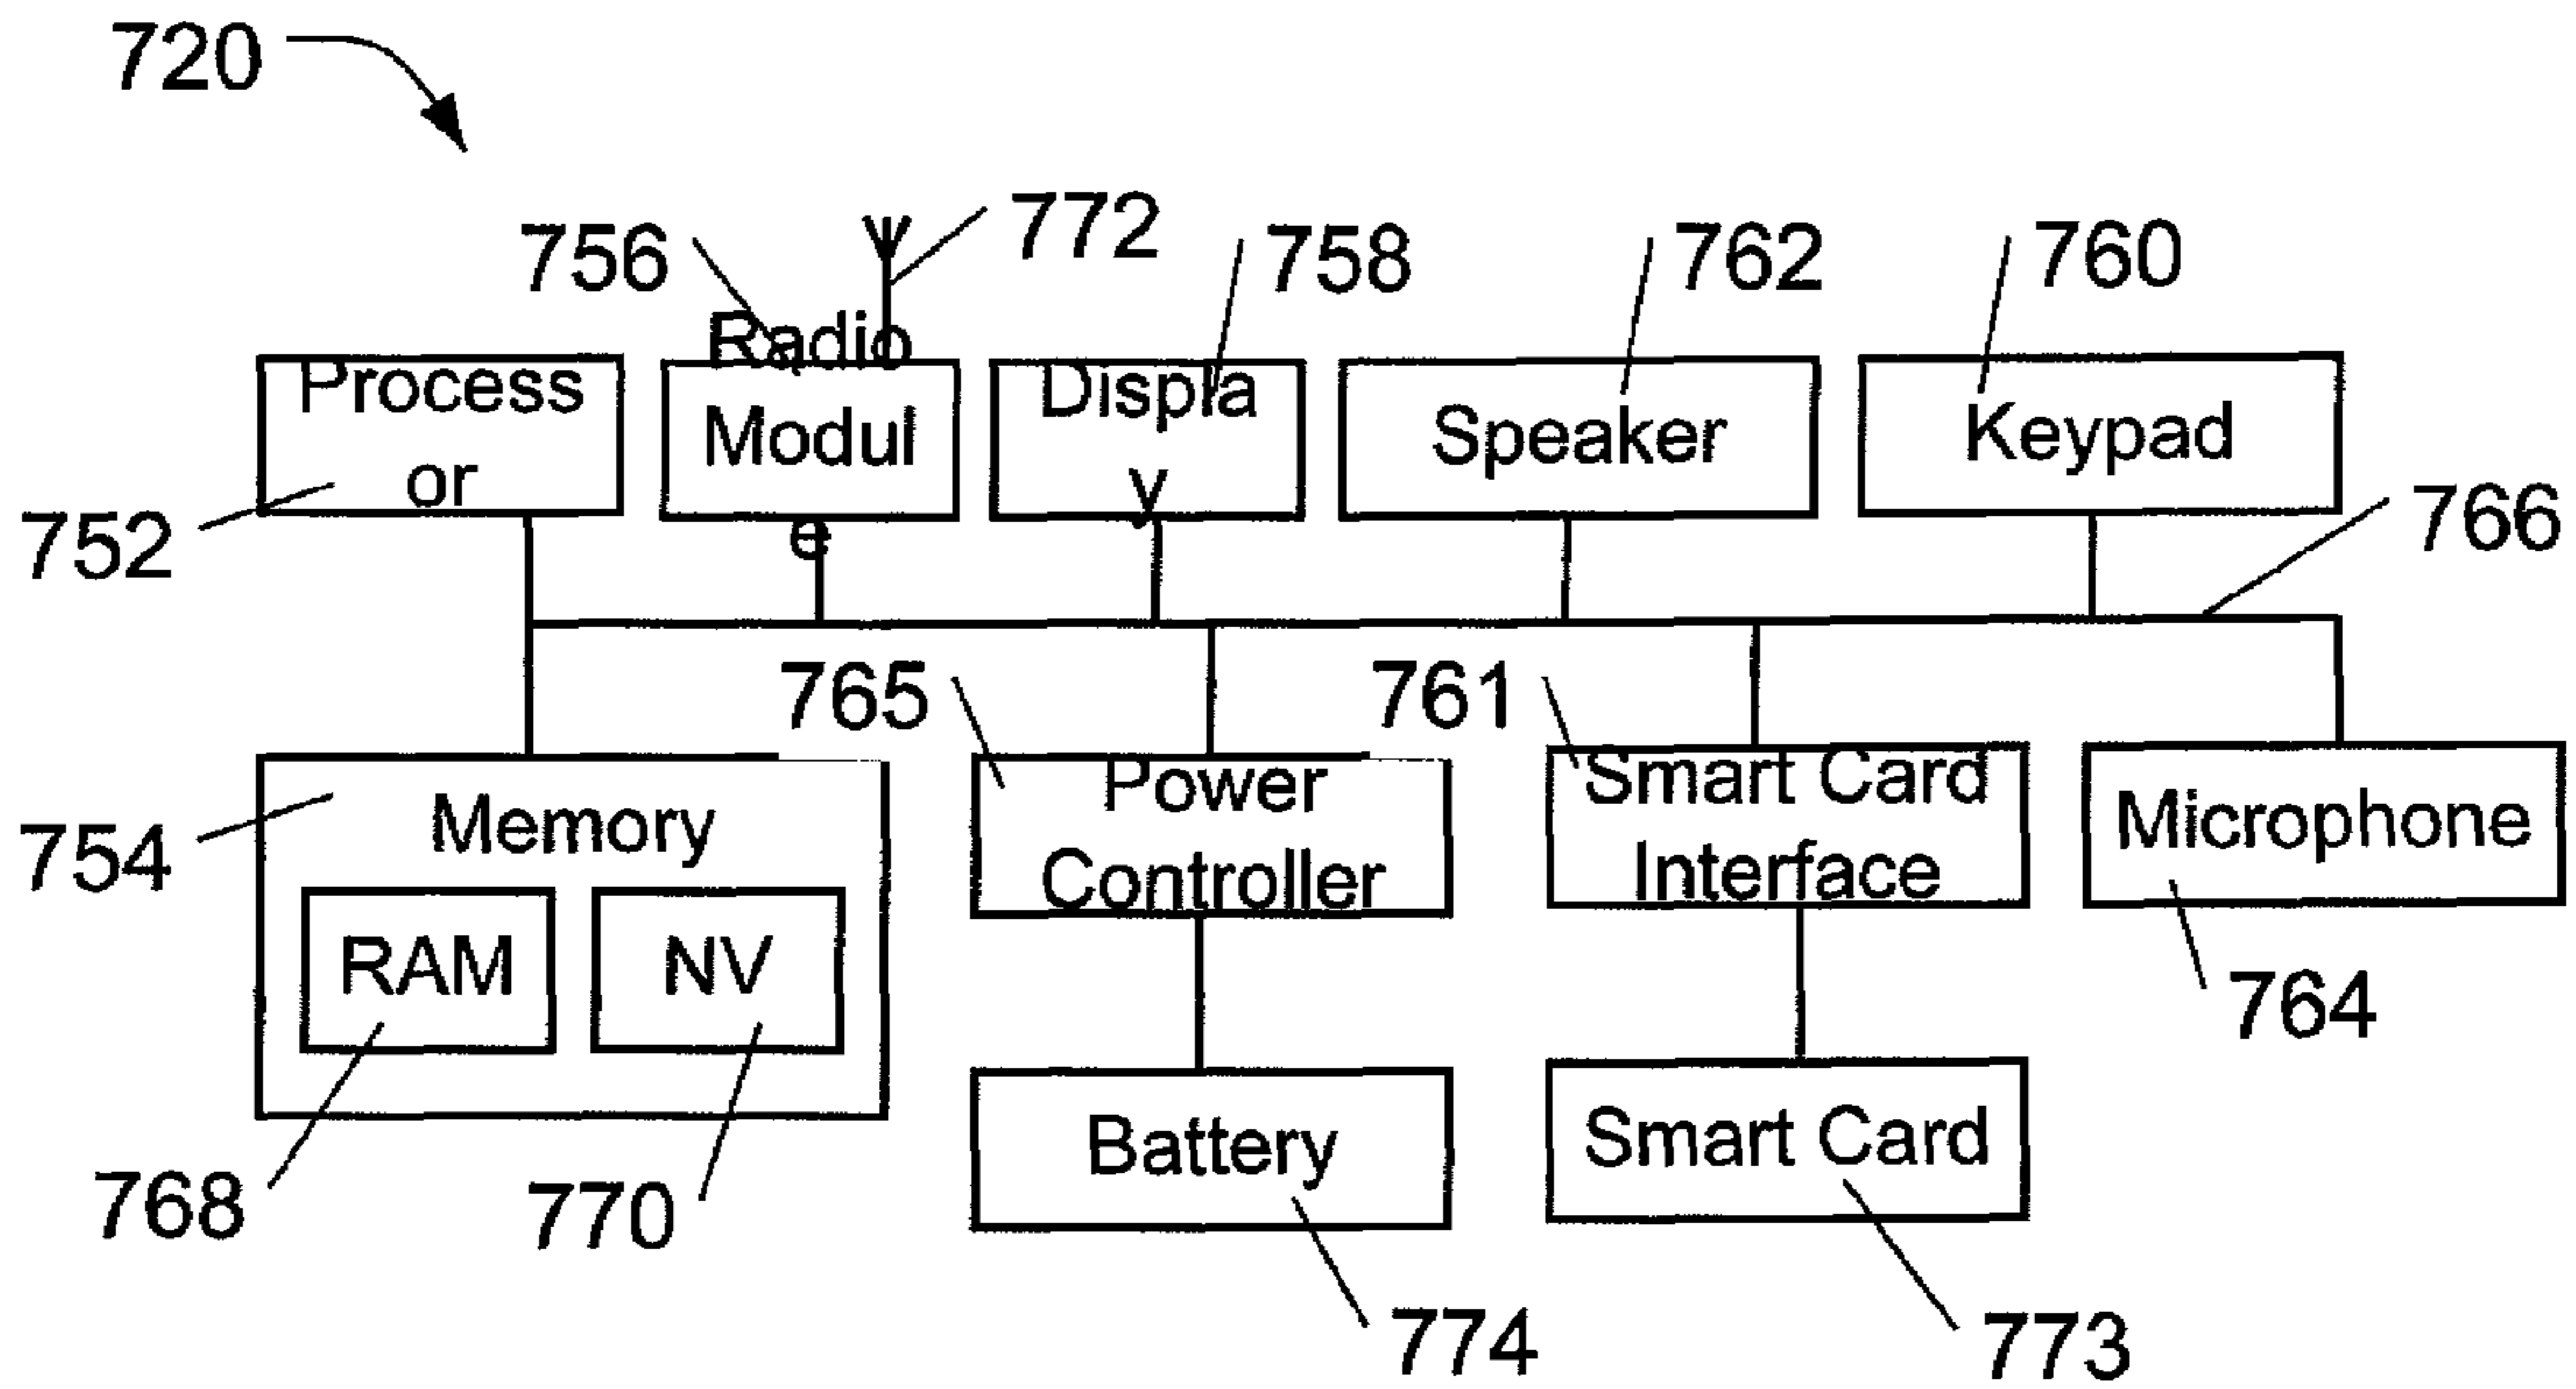 720
756
772
758
762
760
Process
or
Radio
Modul
e
Displa
y
Speaker
Keypad
752
766
765
761
754
Memory
RAM
NV
Power
Controller
Smart Card
Interface
Microphone
764
768
770
Battery
Smart Card
774
773